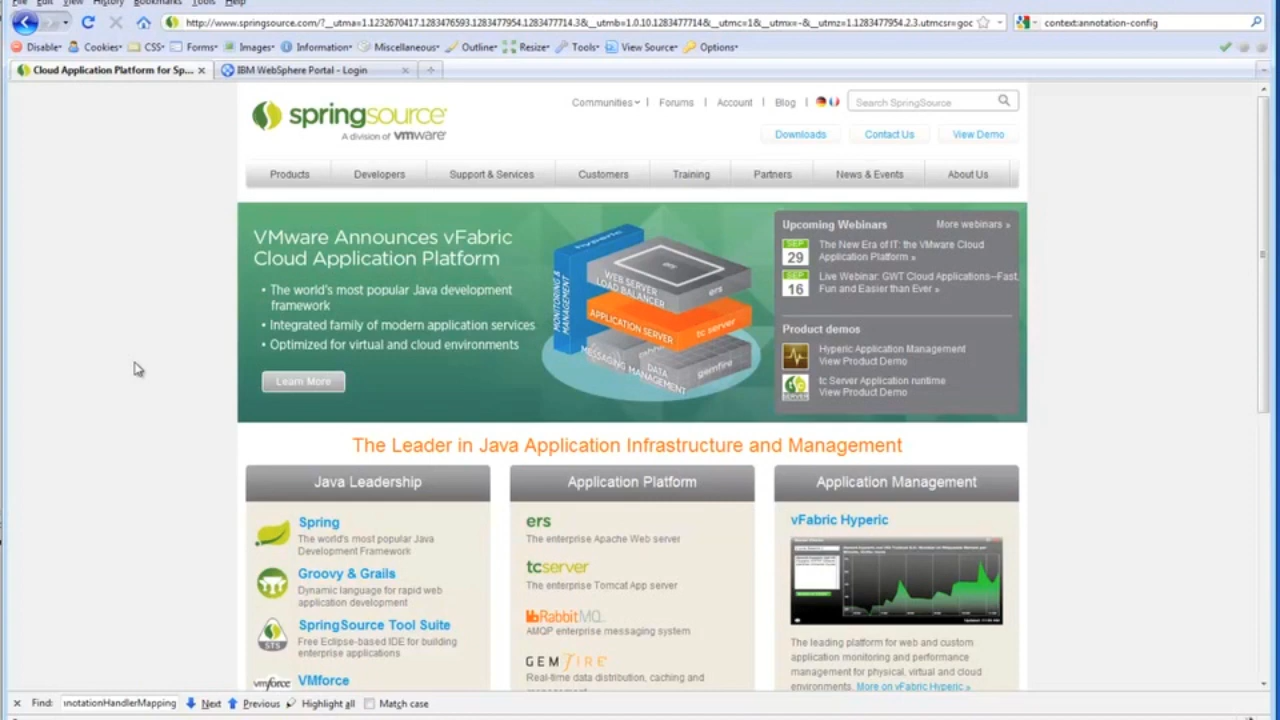 File Edit View History Bookmarks Tools Help
http://www.springsource.com/?__utma=1.1232670417.1283476593.1283477954.1283477714.3&__utmb=1.0.10.1283477714&__utmc=1&__utmx=-&__utmz=1.1283477954.2.3.utmcsr=goc
context:annotation-config
Disable Cookies CSS Forms Images Information Miscellaneous Outline Resize Tools View Source Options
Cloud Application Platform for Sp... IBM WebSphere Portal - Login
springsource
A division of vmware
Communities Forums Account Blog Search SpringSource
Downloads Contact Us View Demo
Products Developers Support & Services Customers Training Partners News & Events About Us
VMware Announces vFabric
Cloud Application Platform
• The world's most popular Java development
framework
• Integrated family of modern application services
• Optimized for virtual and cloud environments
Learn More
hyperic
MONITORING &
MANAGEMENT
WEB SERVER
LOAD BALANCER
ers
APPLICATION SERVER
tc server
MESSAGING
DATA
MANAGEMENT
gemfire
Upcoming Webinars More webinars »
SEP
29
The New Era of IT: the VMware Cloud
Application Platform »
SEP
16
Live Webinar: GWT Cloud Applications--Fast,
Fun and Easier than Ever »
Product demos
Hyperic Application Management
View Product Demo
tc Server Application runtime
View Product Demo
The Leader in Java Application Infrastructure and Management
Java Leadership
Spring
The world's most popular Java
Development Framework
Groovy & Grails
Dynamic language for rapid web
application development
STS
SpringSource Tool Suite
Free Eclipse-based IDE for building
enterprise applications
vmforce
VMforce
Application Platform
ers
The enterprise Apache Web server
tcserver
The enterprise Tomcat App server
RabbitMQ
AMQP enterprise messaging system
GEMFIRE
Real-time data distribution, caching and
management
Application Management
vFabric Hyperic
The leading platform for web and custom
application monitoring and performance
management for physical, virtual and cloud
environments. More on vFabric Hyperic »
Find: notationHandlerMapping Next Previous Highlight all Match case